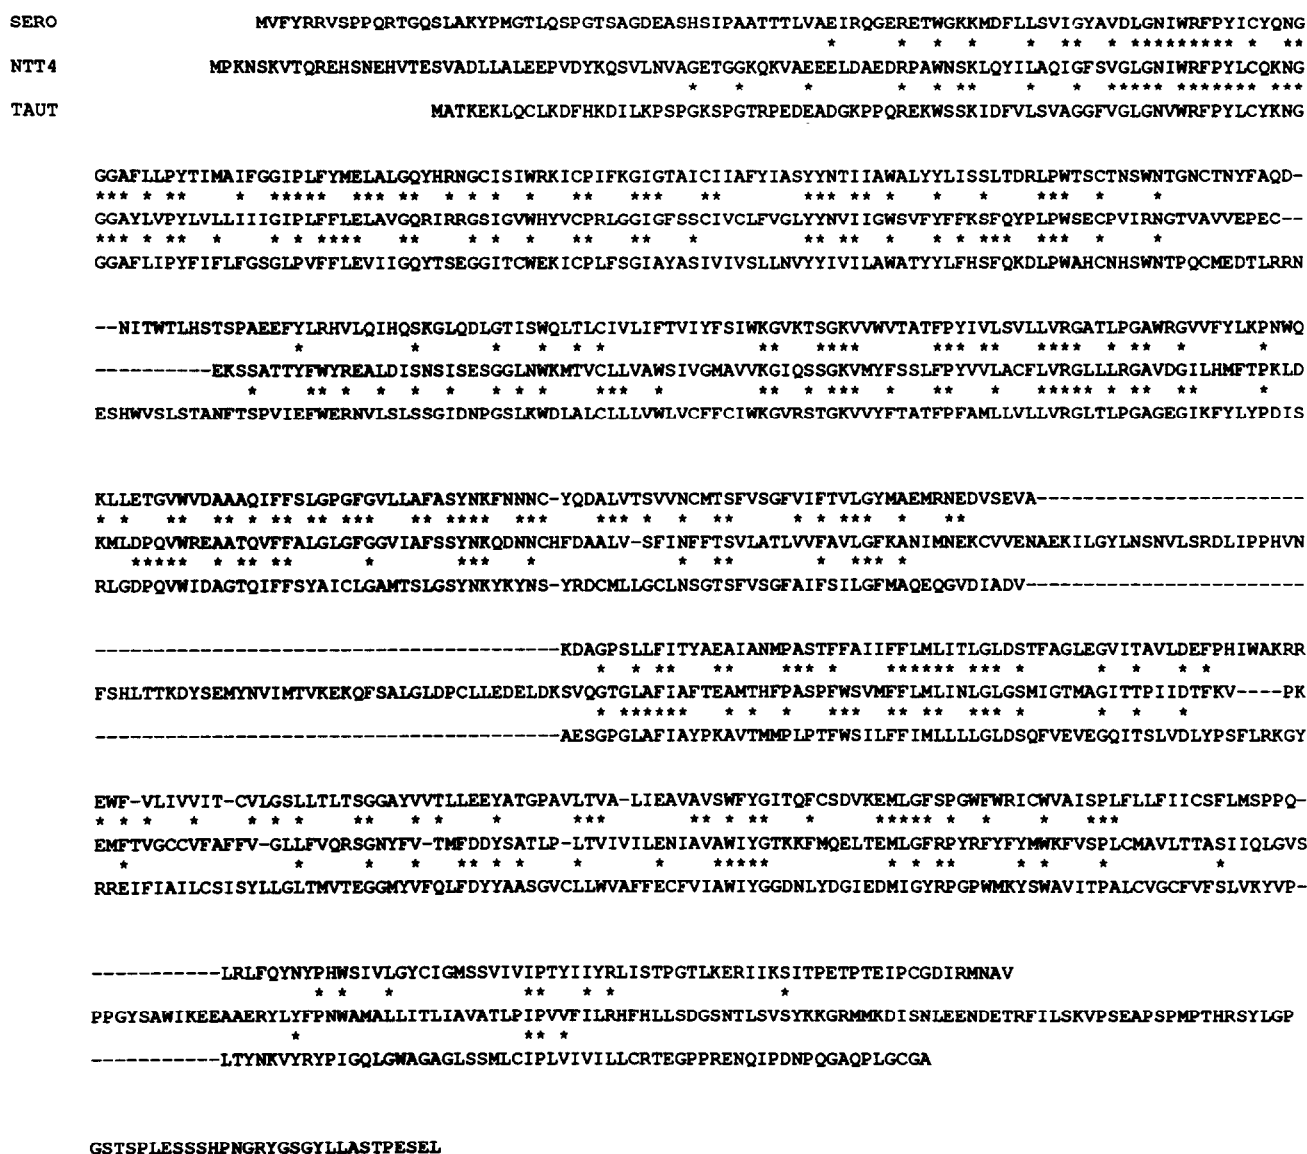 SERO MVFYRRVSPPQRTGQSLAKYPMGTLQSPGTSAGDEASHSIPAATTTLVAEIRQGERETWGKKMDFLLSVIGYAVDLGNIWRFPYICYQNG
NTT4 MPKNSKVTQREHSNEHVTESVADLLALEEPVDYKQSVLNVAGETGGKQKVAEEELDAEDRPAWNSKLQYILAQIGFSVGLGNIWRFPYLCQKNG
TAUT MATKEKLQCLKDFHKDILKPSPGKSPGTRPEDEADGKPPQREKWSSKIDFVLSVAGGFVGLGNVWRFPYLCYKNG
GGAFLLPYTIMAIFGGIPLFYMELALGQYHRNGCISIWRKICPIFKGIGTAICIIAFYIASYYNTIIAWALYYLISSLTDRLPWTSCTNSWNTGNCTNYFAQD-
GGAYLVPYLVLLIIIGIPLFFLELAVGQRIRRGSIGVWHYVCPRLGGIGFSSCIVCLFVGLYYNVIIGWSVFYFFKSFQYPLPWSECPVIRNGTVAVVEPEC--
GGAFLIPYFIFLFGSGLPVFFLEVIIGQYTSEGGITCWEKICPLFSGIAYASIVIVSLLNVYYIVILAWATYYLFHSFQKDLPWAHCNHSWNTPQCMEDTLRRN
--NITWTLHSTSPAEEFYLRHVLQIHQSKGLQDLGTISWQLTLCIVLIFTVIYFSIWKGVKTSGKVVWVTATFPYIVLSVLLVRGATLPGAWRGVVFYLKPNWQ
----------EKSSATTYFWYREALDISNSISESGGLNWKMTVCLLVAWSIVGMAVVKGIQSSGKVMYFSSLFPYVVLACFLVRGLLLRGAVDGILHMFTPKLD
ESHWVSLSTANFTSPVIEFWERNVLSLSSGIDNPGSLKWDLALCLLLVWLVCFFCIWKGVRSTGKVVYFTATFPFAMLLVLLVRGLTLPGAGEGIKFYLYPDIS
KLLETGVWVDAAAQIFFSLGPGFGVLLAFASYNKFNNNC-YQDALVTSVVNCMTSFVSGFVIFTVLGYMAEMRNEDVSEVA-----------------------
KMLDPQVWREAATQVFFALGLGFGGVIAFSSYNKQDNNCHFDAALV-SFINFFTSVLATLVVFAVLGFKANIMNEKCVVENAEKILGYLNSNVLSRDLIPPHVN
RLGDPQVWIDAGTQIFFSYAICLGAMTSLGSYNKYKYNS-YRDCMLLGCLNSGTSFVSGFAIFSILGFMAQEQGVDIADV------------------------
----------------------------------------KDAGPSLLFITYAEAIANMPASTFFAIIFFLMLITLGLDSTFAGLEGVITAVLDEFPHIWAKRR
FSHLTTKDYSEMYNVIMTVKEKQFSALGLDPCLLEDELDKSVQGTGLAFIAFTEAMTHFPASPFWSVMFFLMLINLGLGSMIGTMAGITTPIIDTFKV----PK
----------------------------------------AESGPGLAFIAYPKAVTMMPLPTFWSILFFIMLLLLGLDSQFVEVEGQITSLVDLYPSFLRKGY
EWF-VLIVVIT-CVLGSLLTLTSGGAYVVTLLEEYATGPAVLTVA-LIEAVAVSWFYGITQFCSDVKEMLGFSPGWFWRICWVAISPLFLLFIICSFLMSPPQ-
EMFTVGCCVFAFFV-GLLFVQRSGNYFV-TMFDDYSATLP-LTVIVILENIAVAWIYGTKKFMQELTEMLGFRPYRFYFYMWKFVSPLCMAVLTTASIIQLGVS
RREIFIAILCSISYLLGLTMVTEGGMYVFQLFDYYAASGVCLLWVAFFECFVIAWIYGGDNLYDGIEDMIGYRPGPWMKYSWAVITPALCVGCFVFSLVKYVP-
-----------LRLFQYNYPHWSIVLGYCIGMSSVIVIPTYIIYRLISTPGTLKERIIKSITPETPTEIPCGDIRMNAV
PPGYSAWIKEEAAERYLYFPNWAMALLITLIAVATLPIPVVFILRHFHLLSDGSNTLSVSYKKGRMMKDISNLEENDETRFILSKVPSEAPSPMPTHRSYLGP
-----------LTYNKVYRYPIGQLGWAGAGLSSMLCIPLVIVILLCRTEGPPRENQIPDNPQGAQPLGCGA
GSTSPLESSSHPNGRYGSGYLLASTPESEL